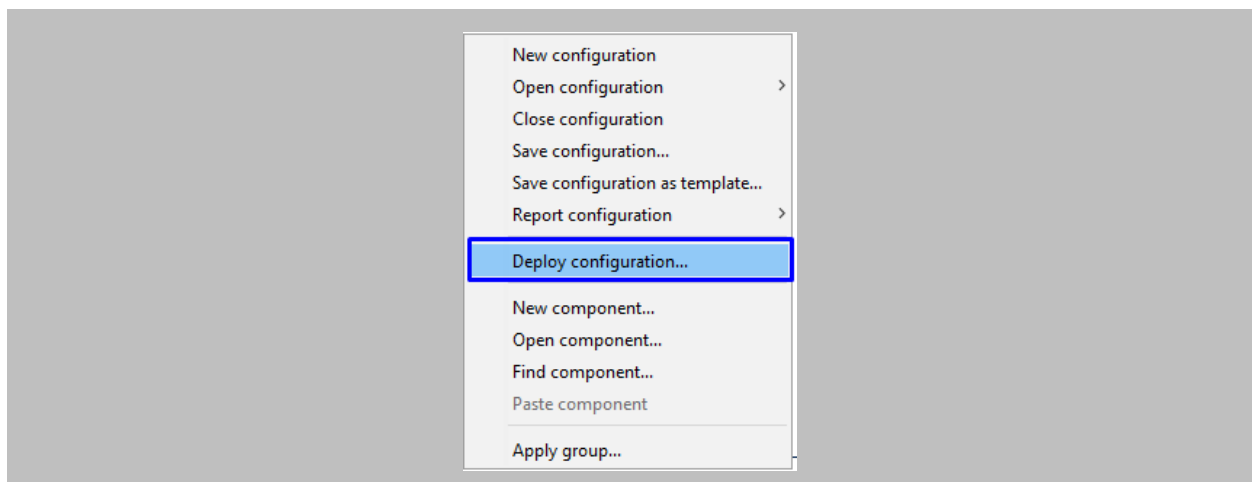 New configuration
Open configuration
Close configuration
Save configuration...
Save configuration as template...
Report configuration
Deploy configuration...
New component...
Open component...
Find component...
Paste component
Apply group...